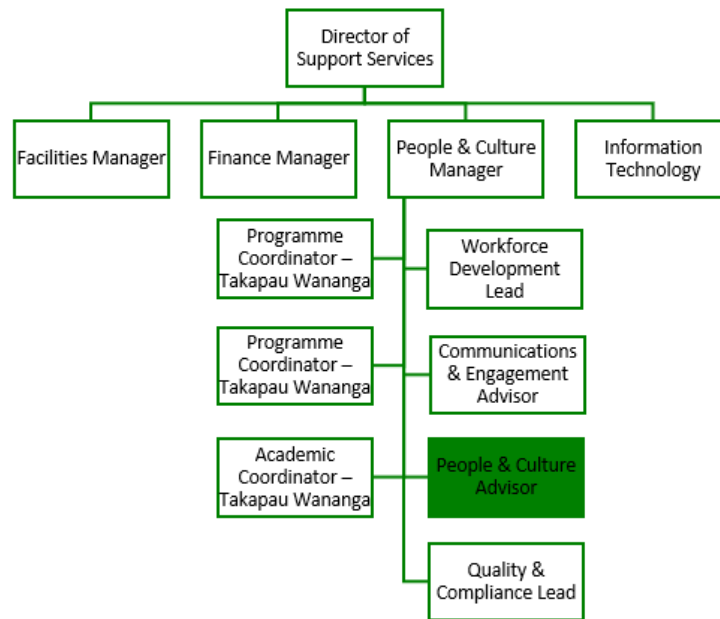 Director of
Support Services
Facilities Manager
Finance Manager
People & Culture
Manager
Information
Technology
Programme
Coordinator –
Takapau Wananga
Workforce
Development
Lead
Programme
Coordinator –
Takapau Wananga
Communications
& Engagement
Advisor
Academic
Coordinator –
Takapau Wananga
People & Culture
Advisor
Quality &
Compliance Lead